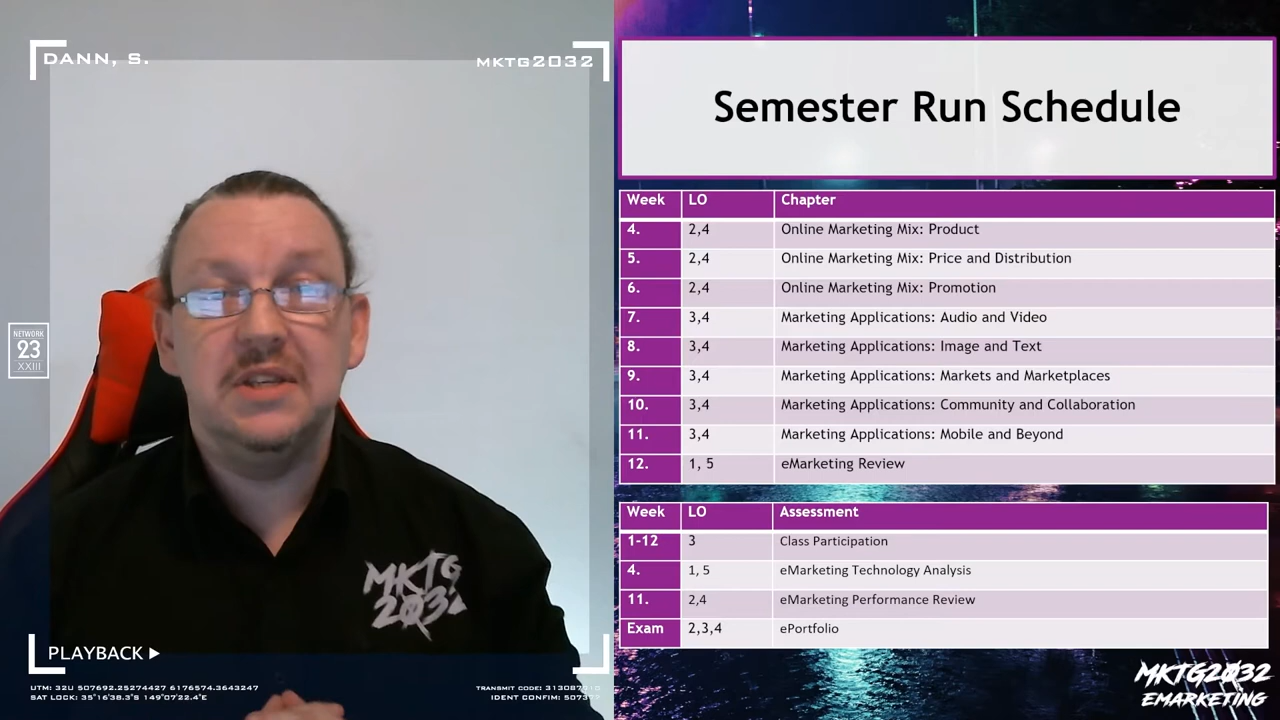 DANN, S.
MKTG2032
NETWORK
23
XXIII
PLAYBACK
UTM: 32U 507692.25274427 6176574.3643247
SAT LOCK: 35°16'38.3"S 149°07'22.4"E
TRANSMIT CODE:
IDENT CONFIM:
MKTG
2032
Semester Run Schedule
Week LO Chapter
4. 2,4 Online Marketing Mix: Product
5. 2,4 Online Marketing Mix: Price and Distribution
6. 2,4 Online Marketing Mix: Promotion
7. 3,4 Marketing Applications: Audio and Video
8. 3,4 Marketing Applications: Image and Text
9. 3,4 Marketing Applications: Markets and Marketplaces
10. 3,4 Marketing Applications: Community and Collaboration
11. 3,4 Marketing Applications: Mobile and Beyond
12. 1, 5 eMarketing Review
Week LO Assessment
1-12 3 Class Participation
4. 1, 5 eMarketing Technology Analysis
11. 2,4 eMarketing Performance Review
Exam 2,3,4 ePortfolio
MKTG2032
EMARKETING